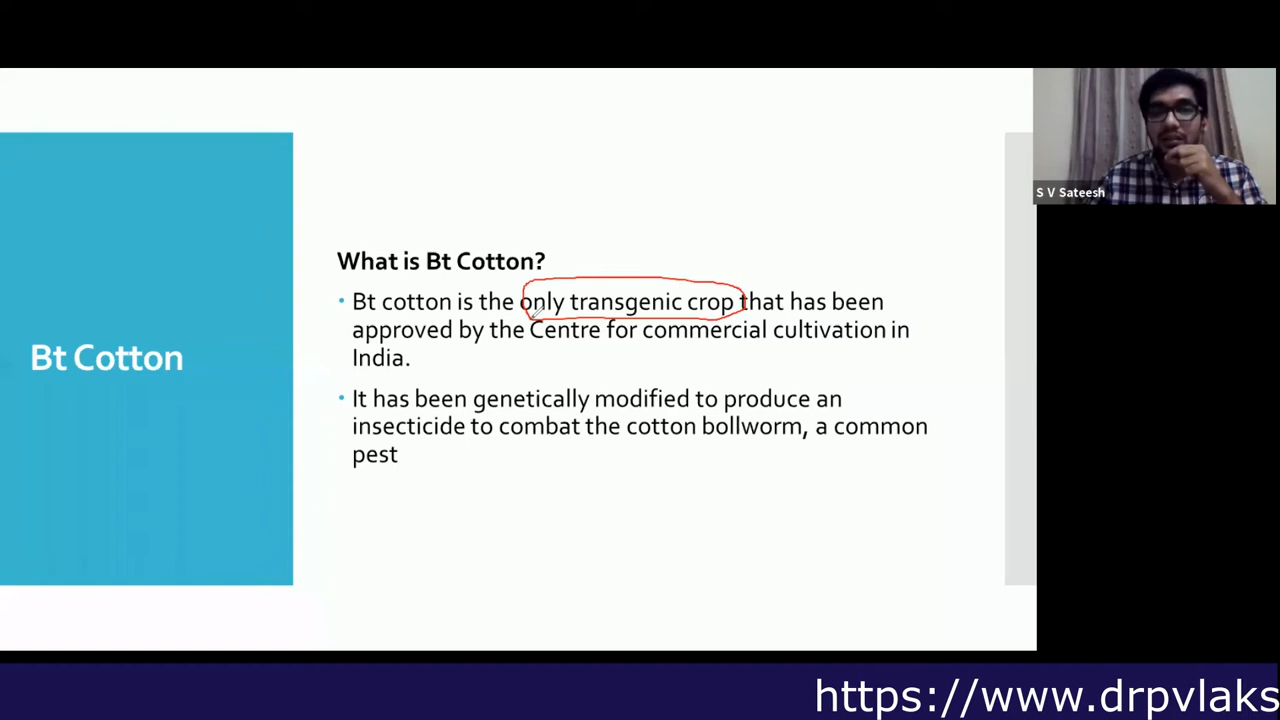 S V Sateesh
Bt Cotton
What is Bt Cotton?
• Bt cotton is the only transgenic crop that has been
approved by the Centre for commercial cultivation in
India.
• It has been genetically modified to produce an
insecticide to combat the cotton bollworm, a common
pest
https://www.drpvlaks